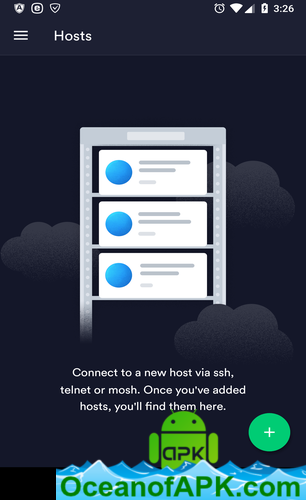 3:26
Hosts
Connect to a new host via ssh,
telnet or mosh. Once you've added
hosts, you'll find them here.
APK
OceanofAPK.com